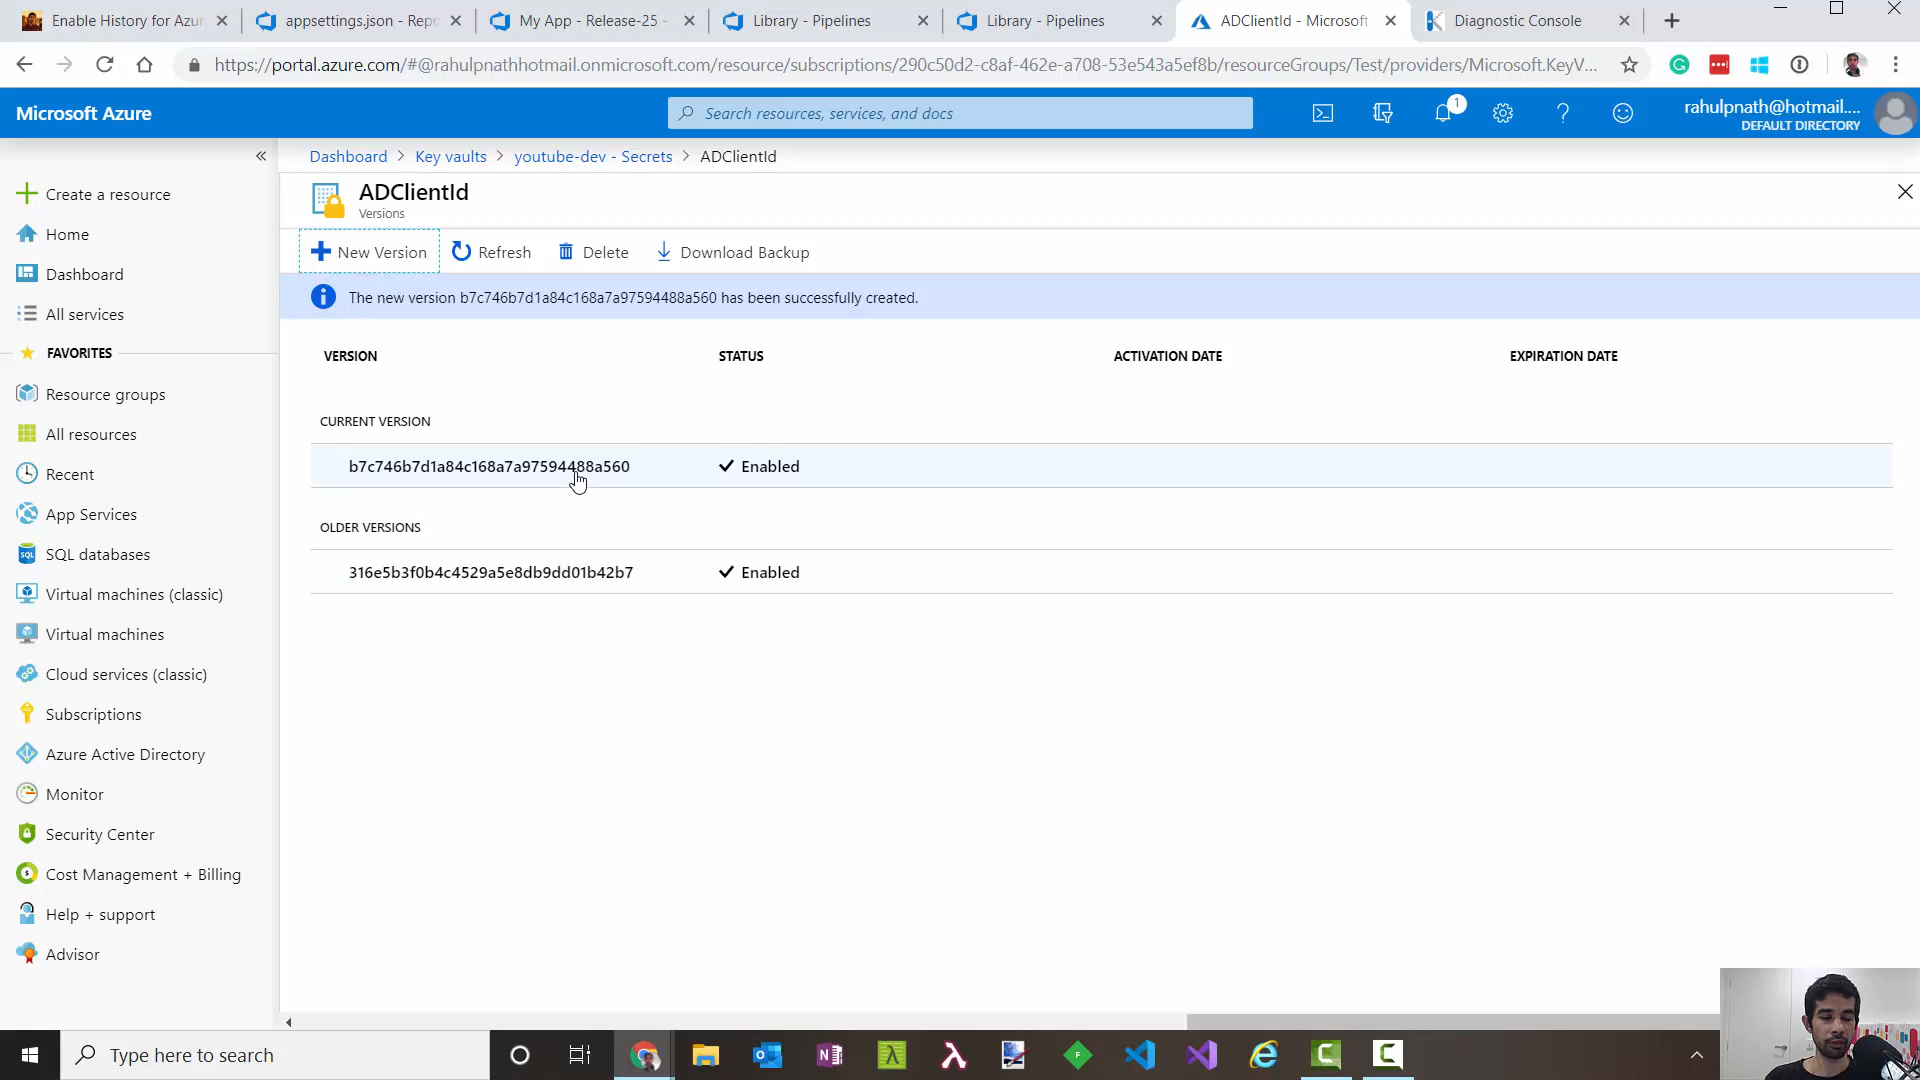 Enable History for Azur
appsettings.json - Repo
My App - Release-25 -
Library - Pipelines
Library - Pipelines
ADClientId - Microsoft
Diagnostic Console
https://portal.azure.com/#@rahulpnathhotmail.onmicrosoft.com/resource/subscriptions/290c50d2-c8af-462e-a708-53e543a5ef8b/resourceGroups/Test/providers/Microsoft.KeyV...
Microsoft Azure
Search resources, services, and docs
1
rahulpnath@hotmail....
DEFAULT DIRECTORY
Dashboard > Key vaults > youtube-dev - Secrets > ADClientId
ADClientId
Versions
New Version
Refresh
Delete
Download Backup
The new version b7c746b7d1a84c168a7a97594488a560 has been successfully created.
VERSION STATUS ACTIVATION DATE EXPIRATION DATE
CURRENT VERSION
b7c746b7d1a84c168a7a97594488a560 Enabled
OLDER VERSIONS
316e5b3f0b4c4529a5e8db9dd01b42b7 Enabled
Create a resource
Home
Dashboard
All services
FAVORITES
Resource groups
All resources
Recent
App Services
SQL databases
Virtual machines (classic)
Virtual machines
Cloud services (classic)
Subscriptions
Azure Active Directory
Monitor
Security Center
Cost Management + Billing
Help + support
Advisor
Type here to search